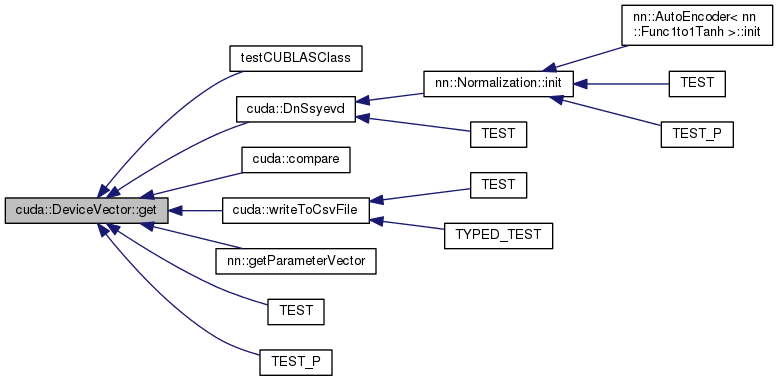 nn::AutoEncoder< nn
::Func1to1Tanh >::init
testCUBLASClass
nn::Normalization::init
TEST
cuda::DnSsyevd
TEST
TEST_P
cuda::compare
TEST
cuda::DeviceVector::get
cuda::writeToCsvFile
TYPED_TEST
nn::getParameterVector
TEST
TEST_P